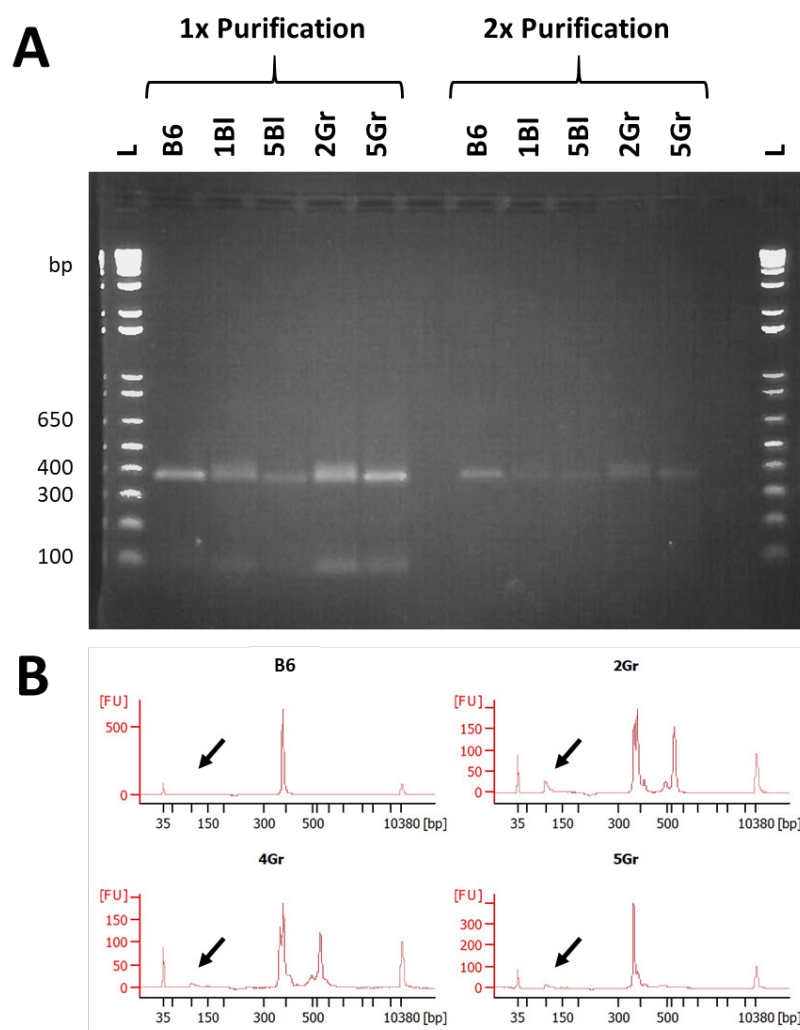 A
1x Purification
2x Purification
L B6 1Bl 5Bl 2Gr 5Gr B6 1Bl 5Bl 2Gr 5Gr L
bp
650
400
300
100
B
B6
[FU]
500
0
35 150 300 500 10380 [bp]
2Gr
[FU]
150
100
50
0
35 150 300 500 10380 [bp]
4Gr
[FU]
150
100
50
0
35 150 300 500 10380 [bp]
5Gr
[FU]
300
200
100
0
35 150 300 500 10380 [bp]